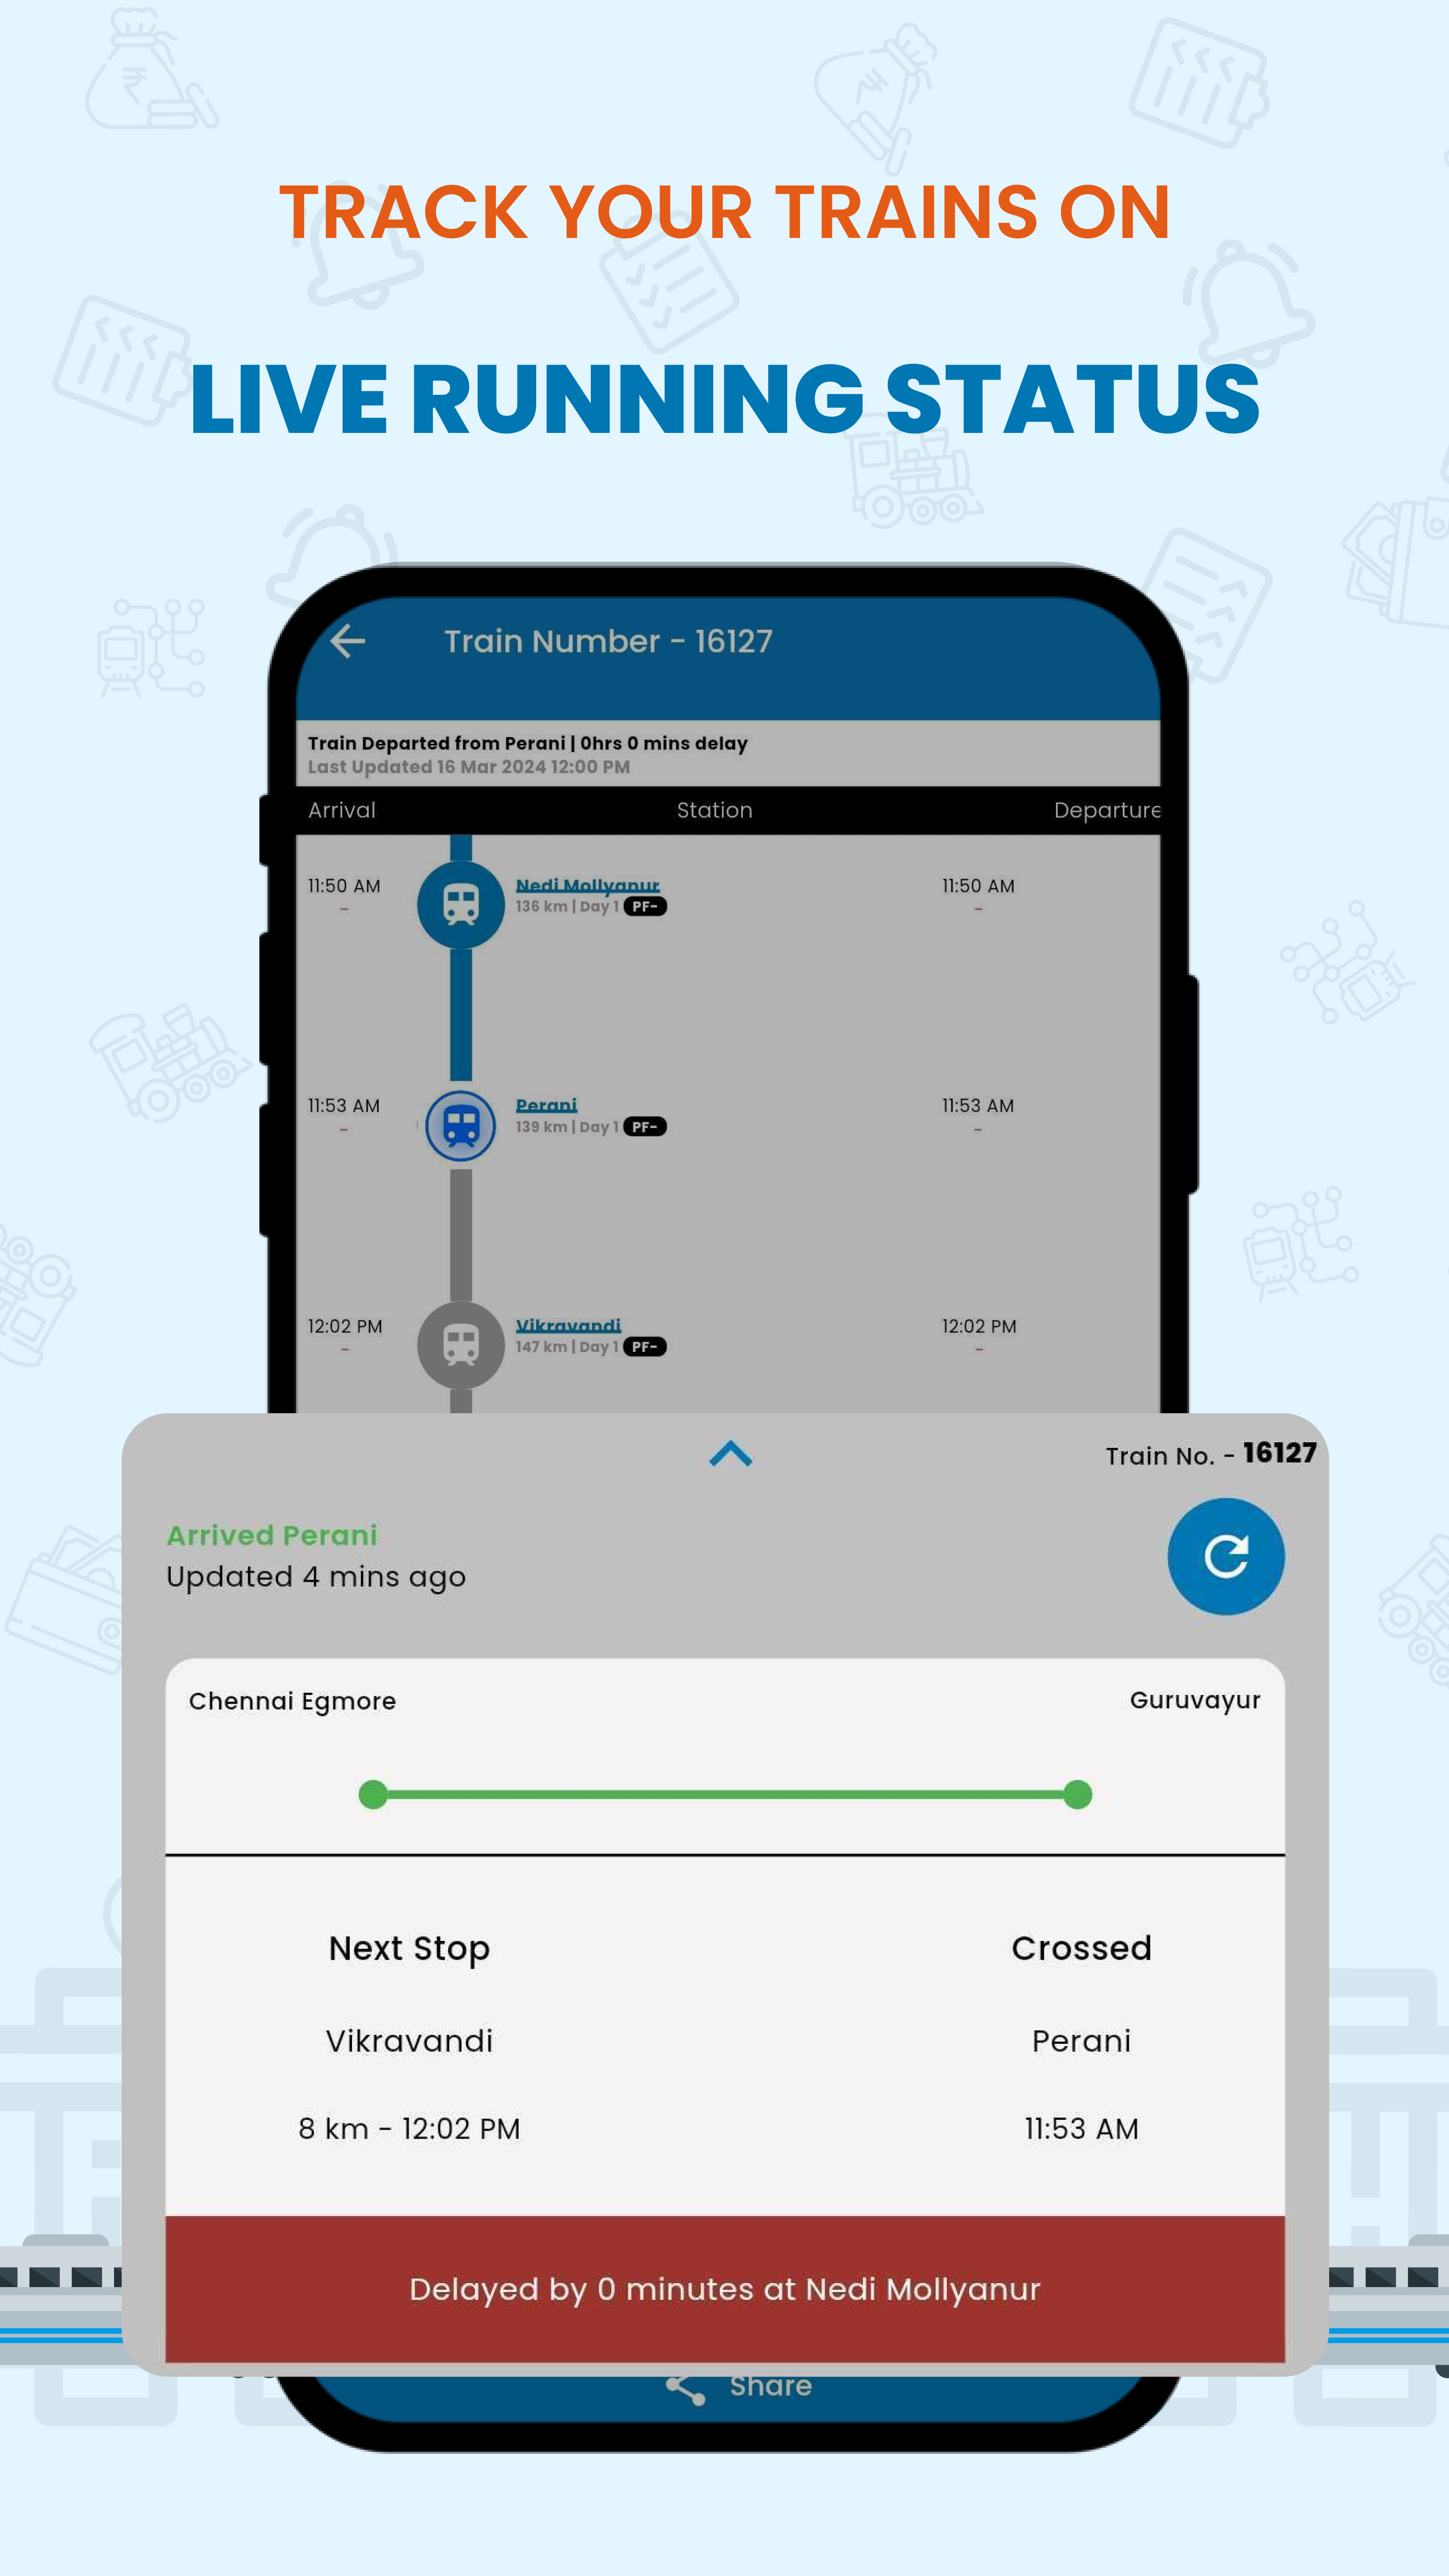 TRACK YOUR TRAINS ON
LIVE RUNNING STATUS
Train Number - 16127
Train Departed from Perani | 0hrs 0 mins delay
Last Updated 16 Mar 2024 12:00 PM
Arrival Station Departure
11:50 AM Nedi Mollyanur 11:50 AM
- 136 km | Day 1 PF- -
11:53 AM Perani 11:53 AM
- 139 km | Day 1 PF- -
12:02 PM Vikravandi 12:02 PM
- 147 km | Day 1 PF- -
Train No. - 16127
Arrived Perani
Updated 4 mins ago
Chennai Egmore Guruvayur
Next Stop Crossed
Vikravandi Perani
8 km - 12:02 PM 11:53 AM
Delayed by 0 minutes at Nedi Mollyanur
Share